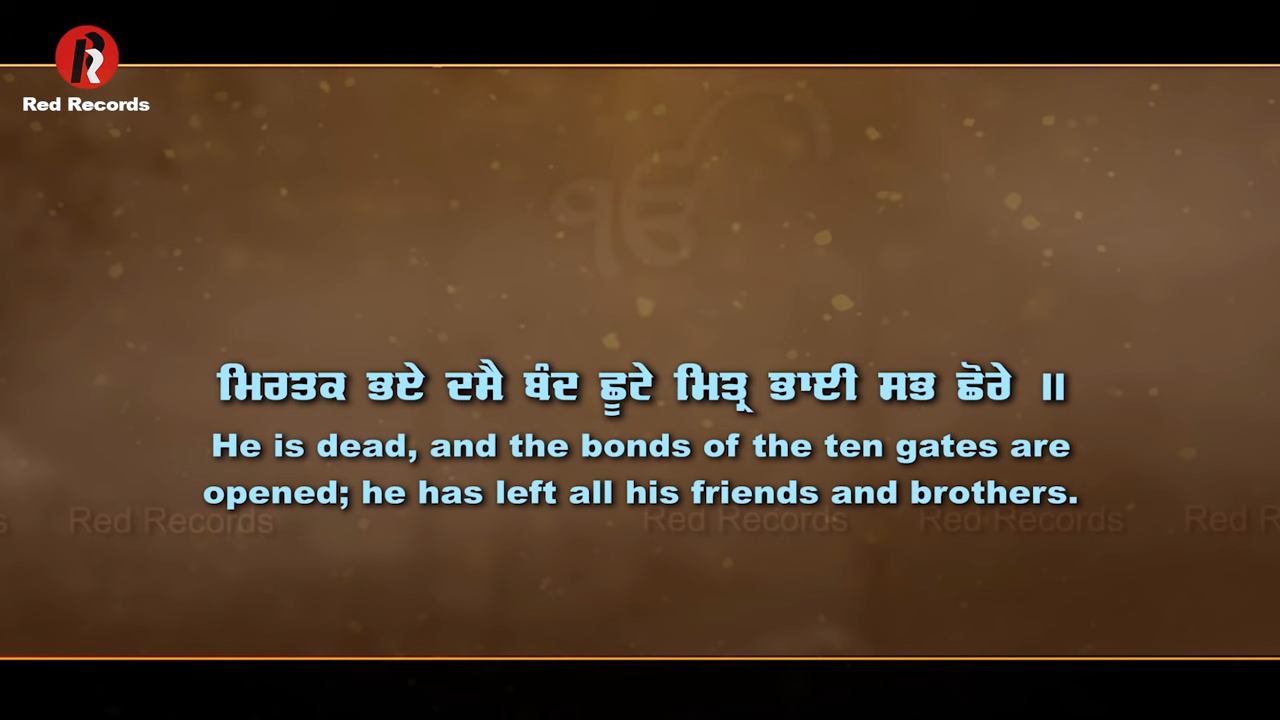 Red Records
ੴ
ਮਿਰਤਕ ਭਏ ਦਸੈ ਬੰਦ ਛੂਟੇ ਮਿਤ੍ਰ ਭਾਈ ਸਭ ਛੋਰੇ ॥
He is dead, and the bonds of the ten gates are
opened; he has left all his friends and brothers.
Red Records Red Records Red Records Red R